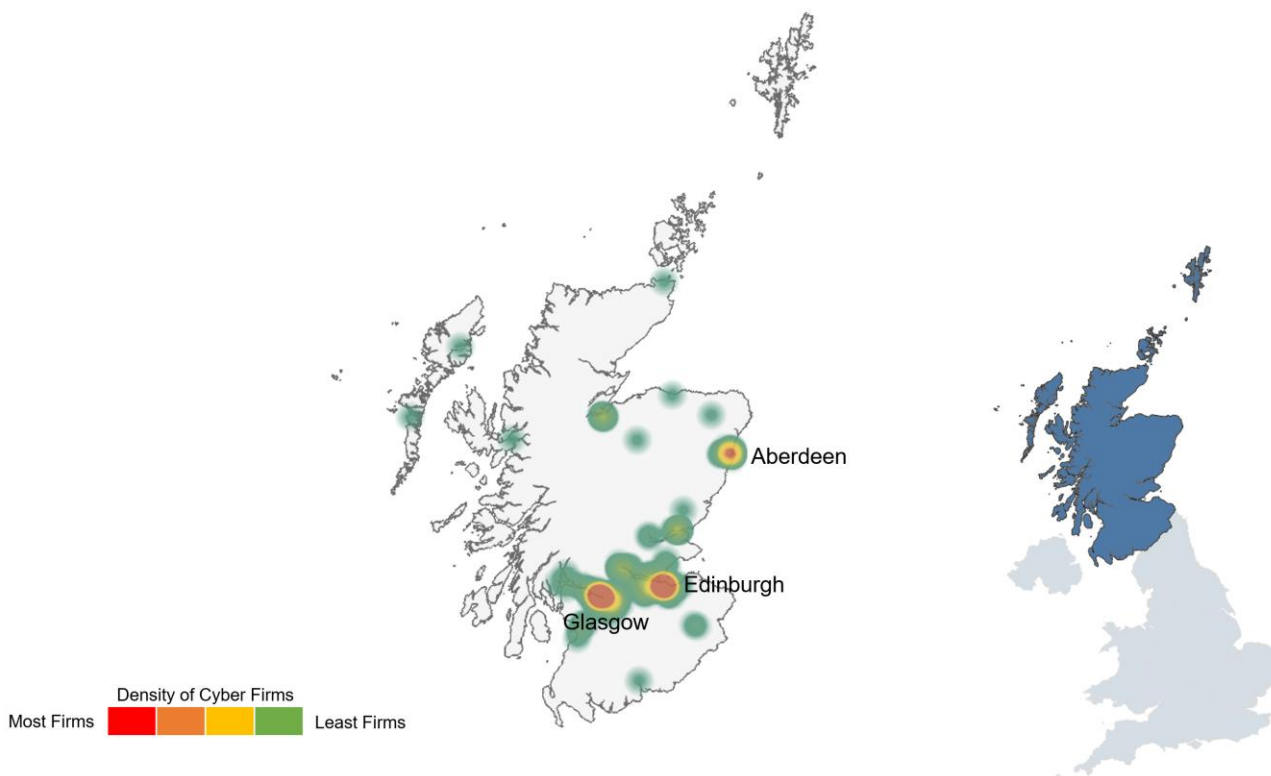 Aberdeen
Edinburgh
Glasgow
Density of Cyber Firms
Most Firms
Least Firms